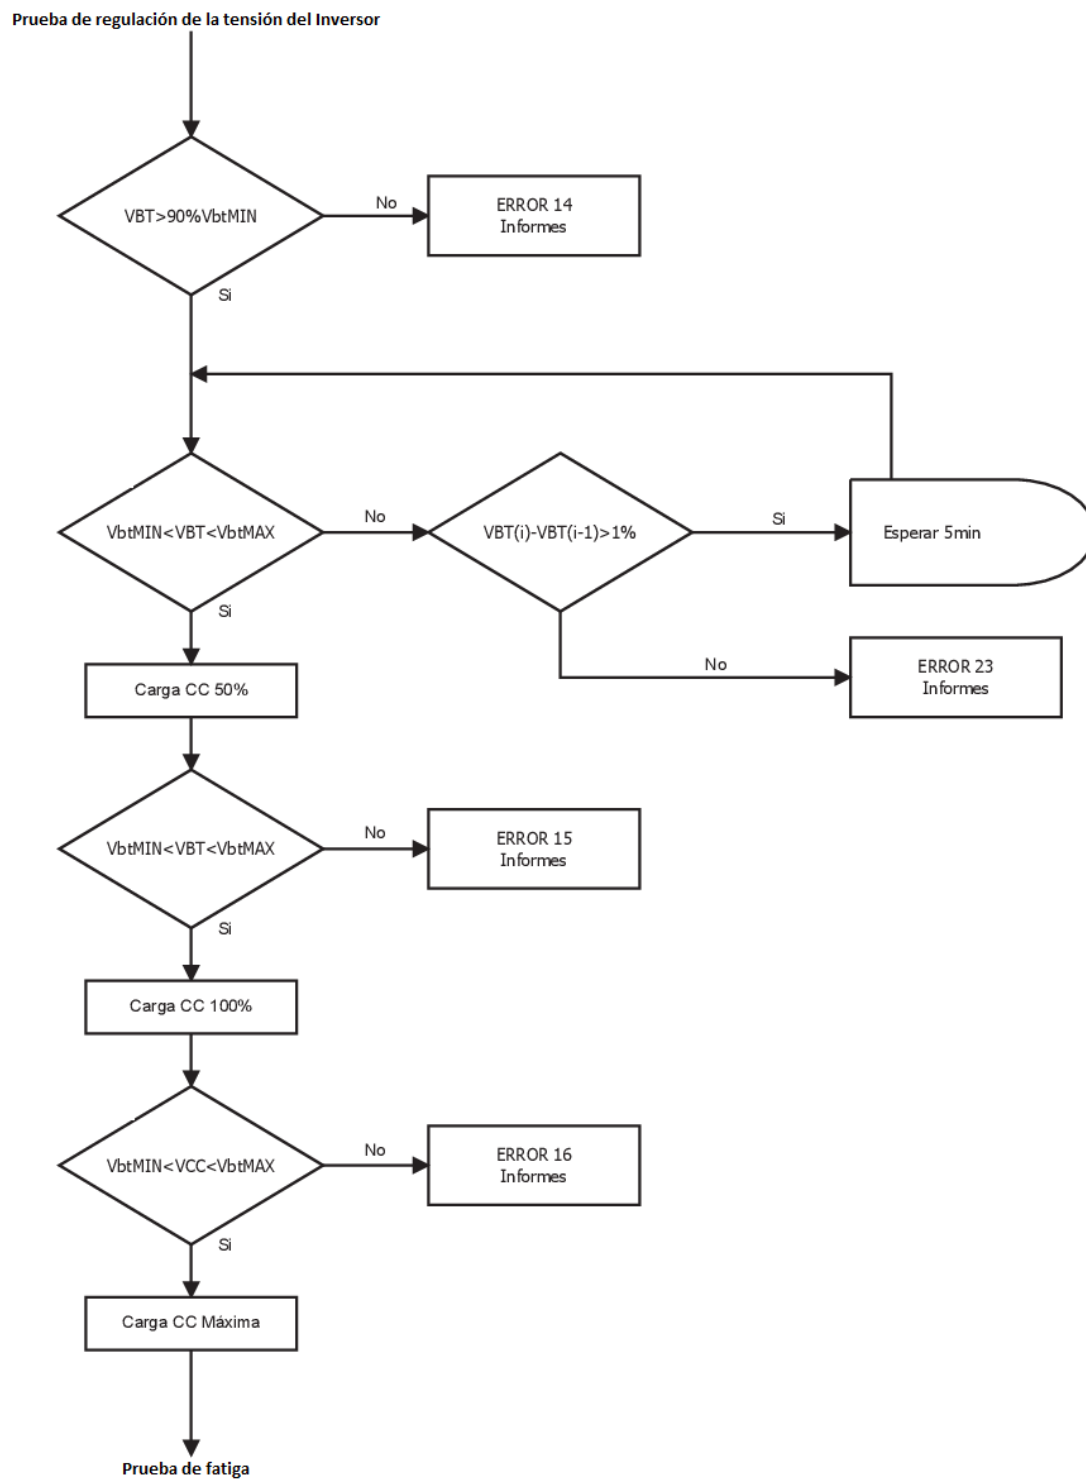 Prueba de regulación de la tensión del Inversor
VBT>90%VbtMIN
No
ERROR 14
Informes
Si
VbtMIN<VBT<VbtMAX
No
VBT(i)-VBT(i-1)>1%
Si
Esperar 5min
Si
No
ERROR 23
Informes
Carga CC 50%
VbtMIN<VBT<VbtMAX
No
ERROR 15
Informes
Si
Carga CC 100%
VbtMIN<VCC<VbtMAX
No
ERROR 16
Informes
Si
Carga CC Máxima
Prueba de fatiga